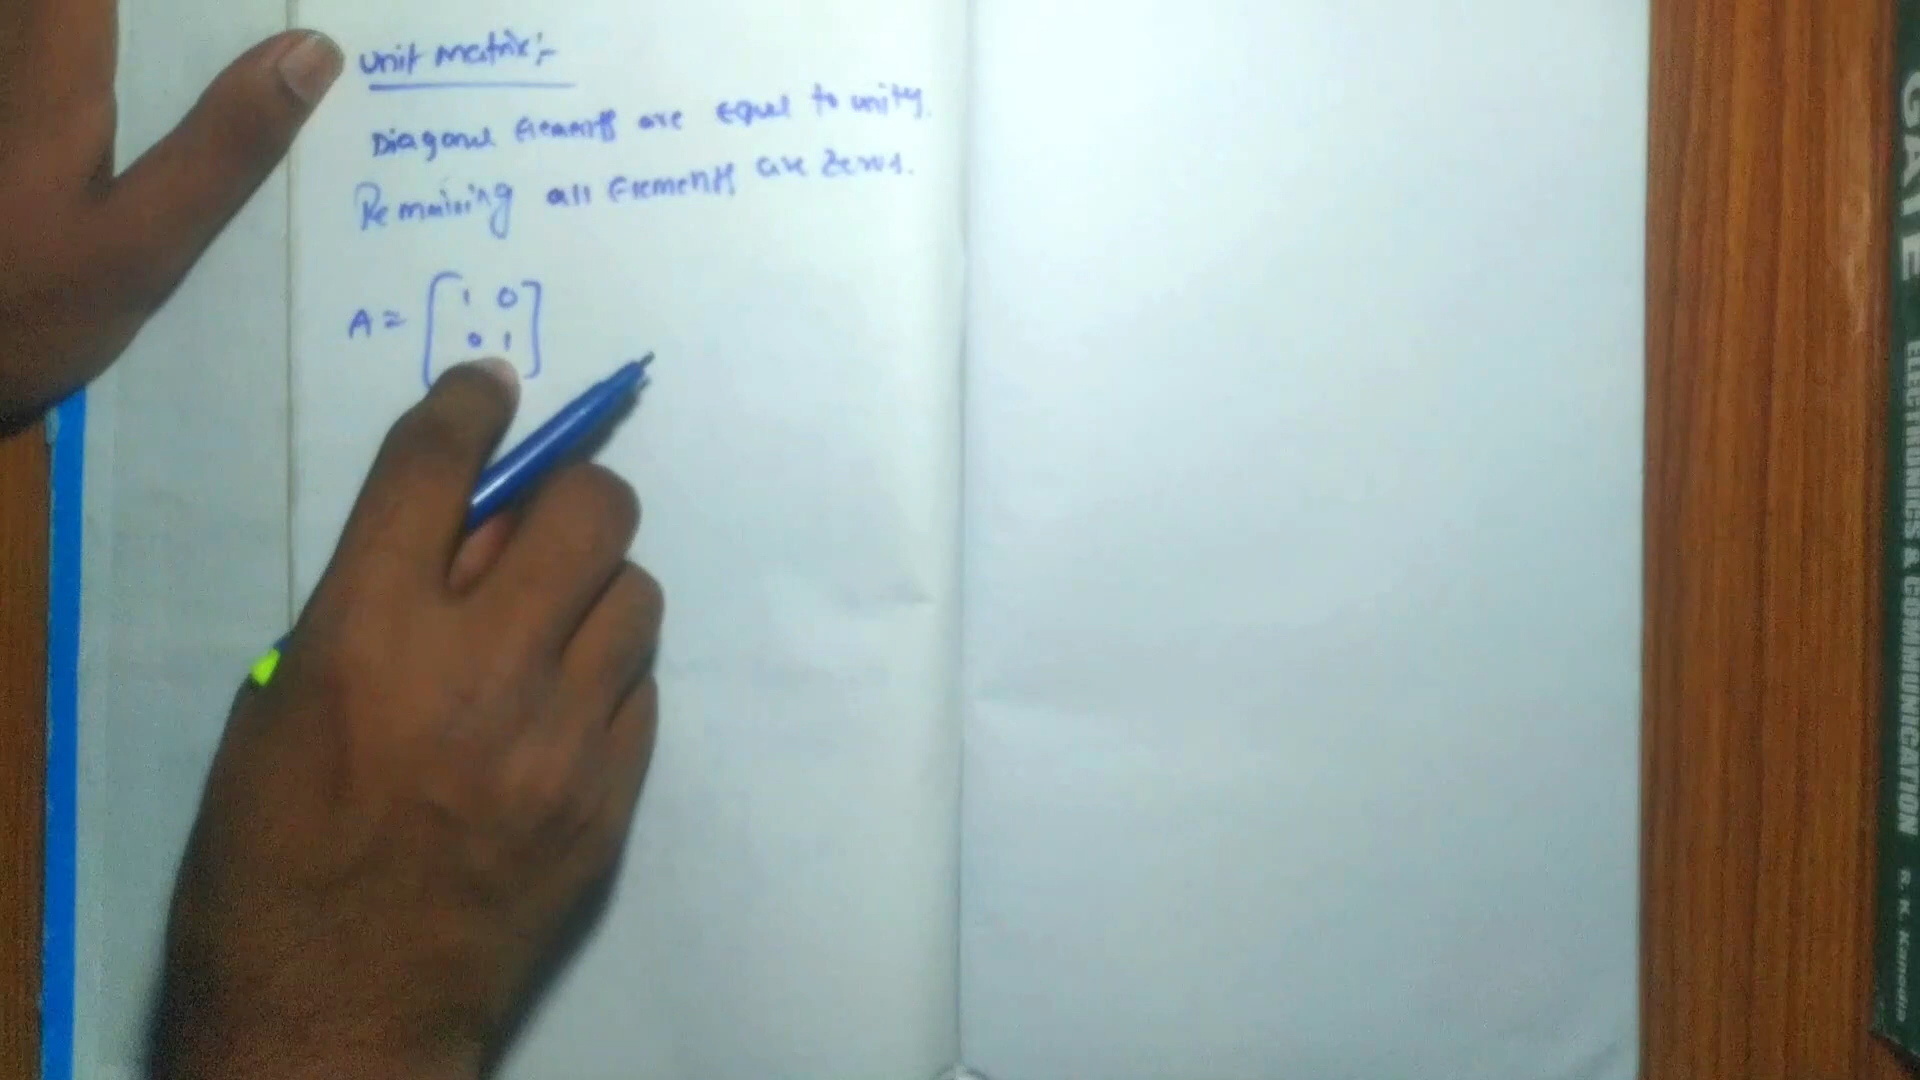 Unit Matrix:-
Diagonal Elements are equal to unity.
Remaining all Elements are Zeros.
A = [1 0
0 1]
GATE ELECTRONICS & COMMUNICATION R. K. Kanodia